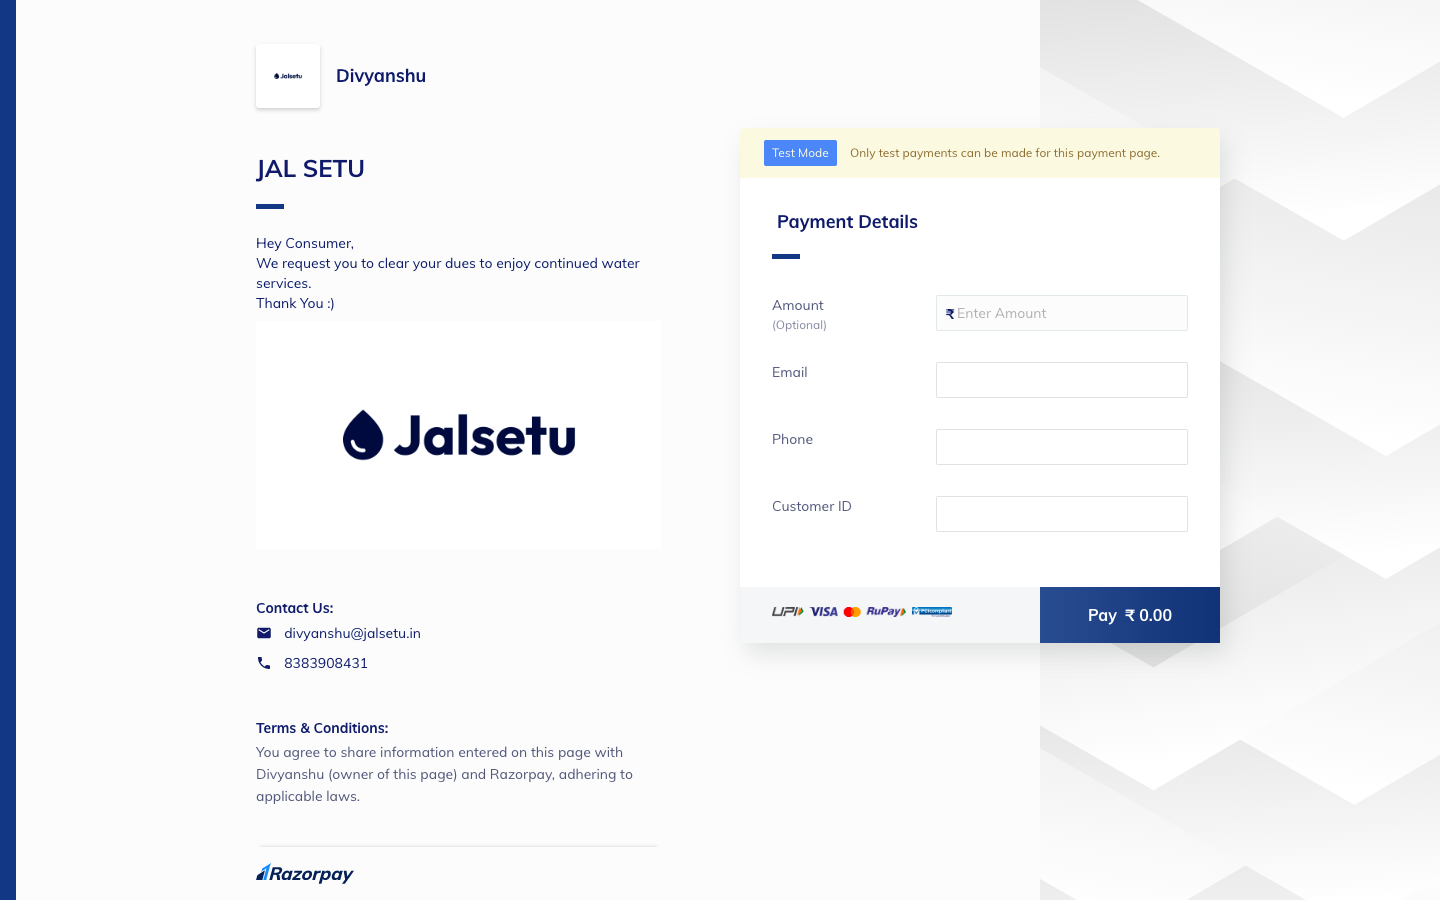 Jalsetu
Divyanshu
JAL SETU
Hey Consumer,
We request you to clear your dues to enjoy continued water
services.
Thank You :)
Jalsetu
Contact Us:
divyanshu@jalsetu.in
8383908431
Terms & Conditions:
You agree to share information entered on this page with
Divyanshu (owner of this page) and Razorpay, adhering to
applicable laws.
Razorpay
Test Mode Only test payments can be made for this payment page.
Payment Details
Amount
(Optional)
₹ Enter Amount
Email
Phone
Customer ID
UPI VISA RuPay
Pay ₹ 0.00